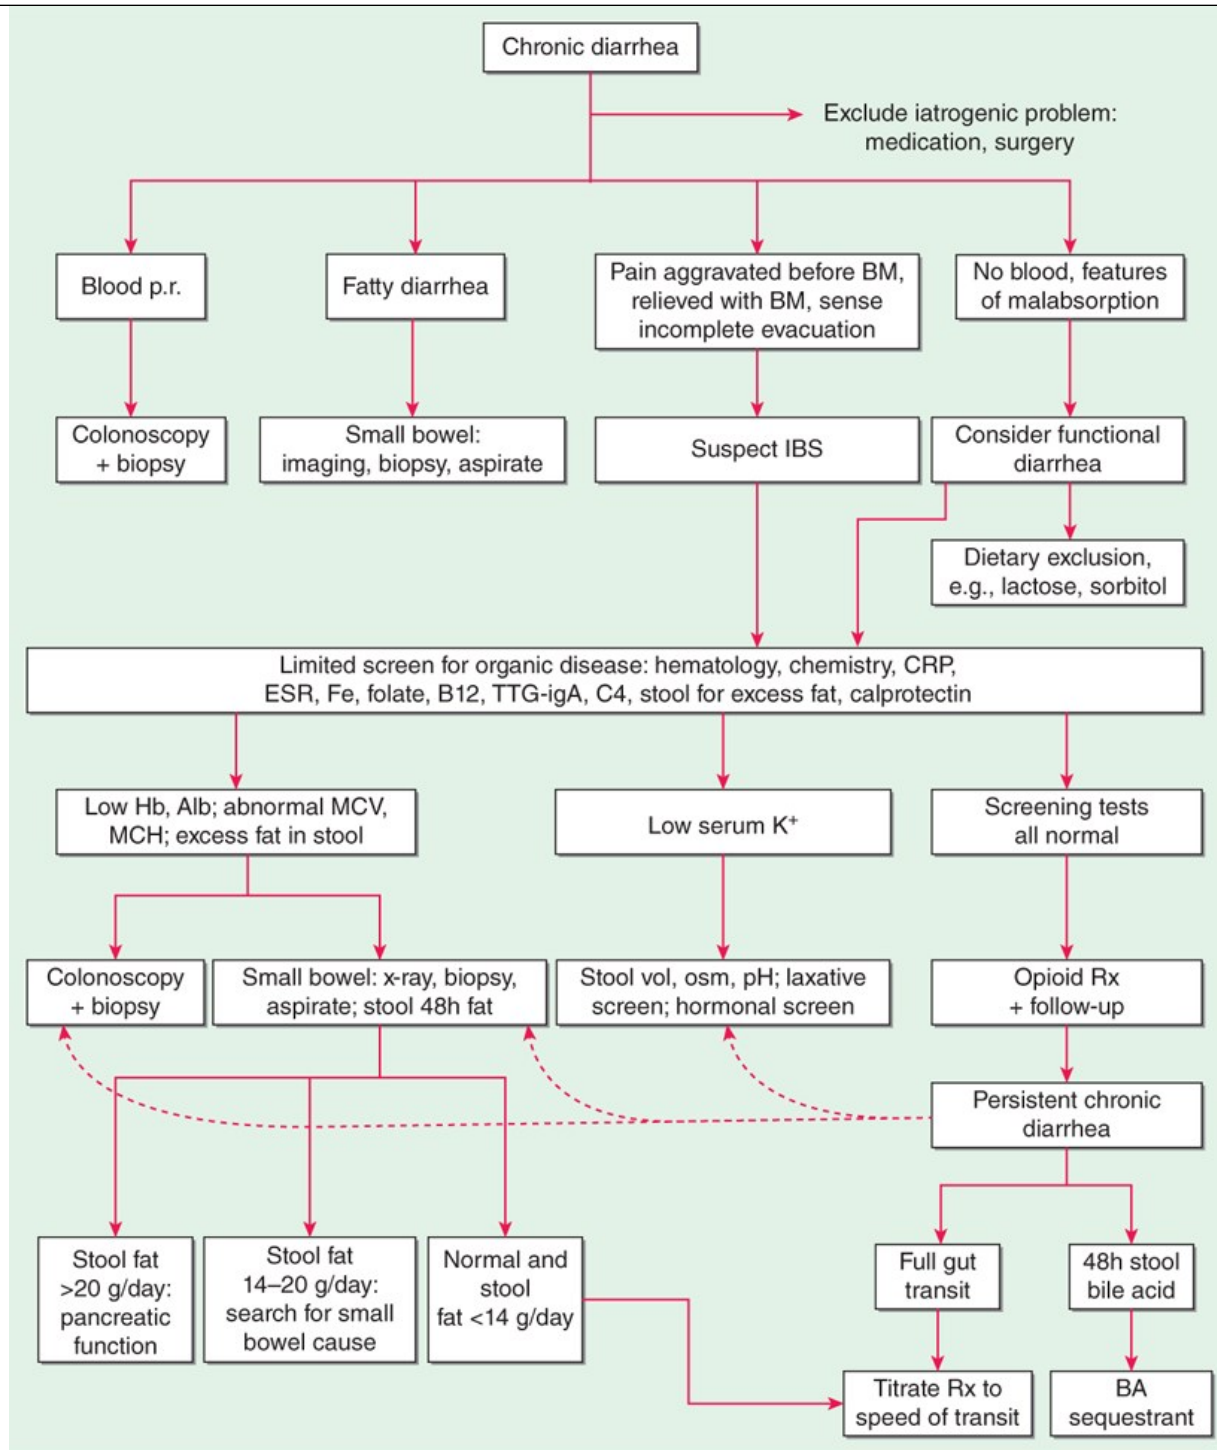 Chronic diarrhea
Exclude iatrogenic problem:
medication, surgery
Blood p.r.
Fatty diarrhea
Pain aggravated before BM,
relieved with BM, sense
incomplete evacuation
No blood, features
of malabsorption
Colonoscopy
+ biopsy
Small bowel:
imaging, biopsy, aspirate
Suspect IBS
Consider functional
diarrhea
Dietary exclusion,
e.g., lactose, sorbitol
Limited screen for organic disease: hematology, chemistry, CRP,
ESR, Fe, folate, B12, TTG-igA, C4, stool for excess fat, calprotectin
Low Hb, Alb; abnormal MCV,
MCH; excess fat in stool
Low serum K⁺
Screening tests
all normal
Colonoscopy
+ biopsy
Small bowel: x-ray, biopsy,
aspirate; stool 48h fat
Stool vol, osm, pH; laxative
screen; hormonal screen
Opioid Rx
+ follow-up
Persistent chronic
diarrhea
Stool fat
>20 g/day:
pancreatic
function
Stool fat
14–20 g/day:
search for small
bowel cause
Normal and
stool
fat <14 g/day
Full gut
transit
48h stool
bile acid
Titrate Rx to
speed of transit
BA
sequestrant